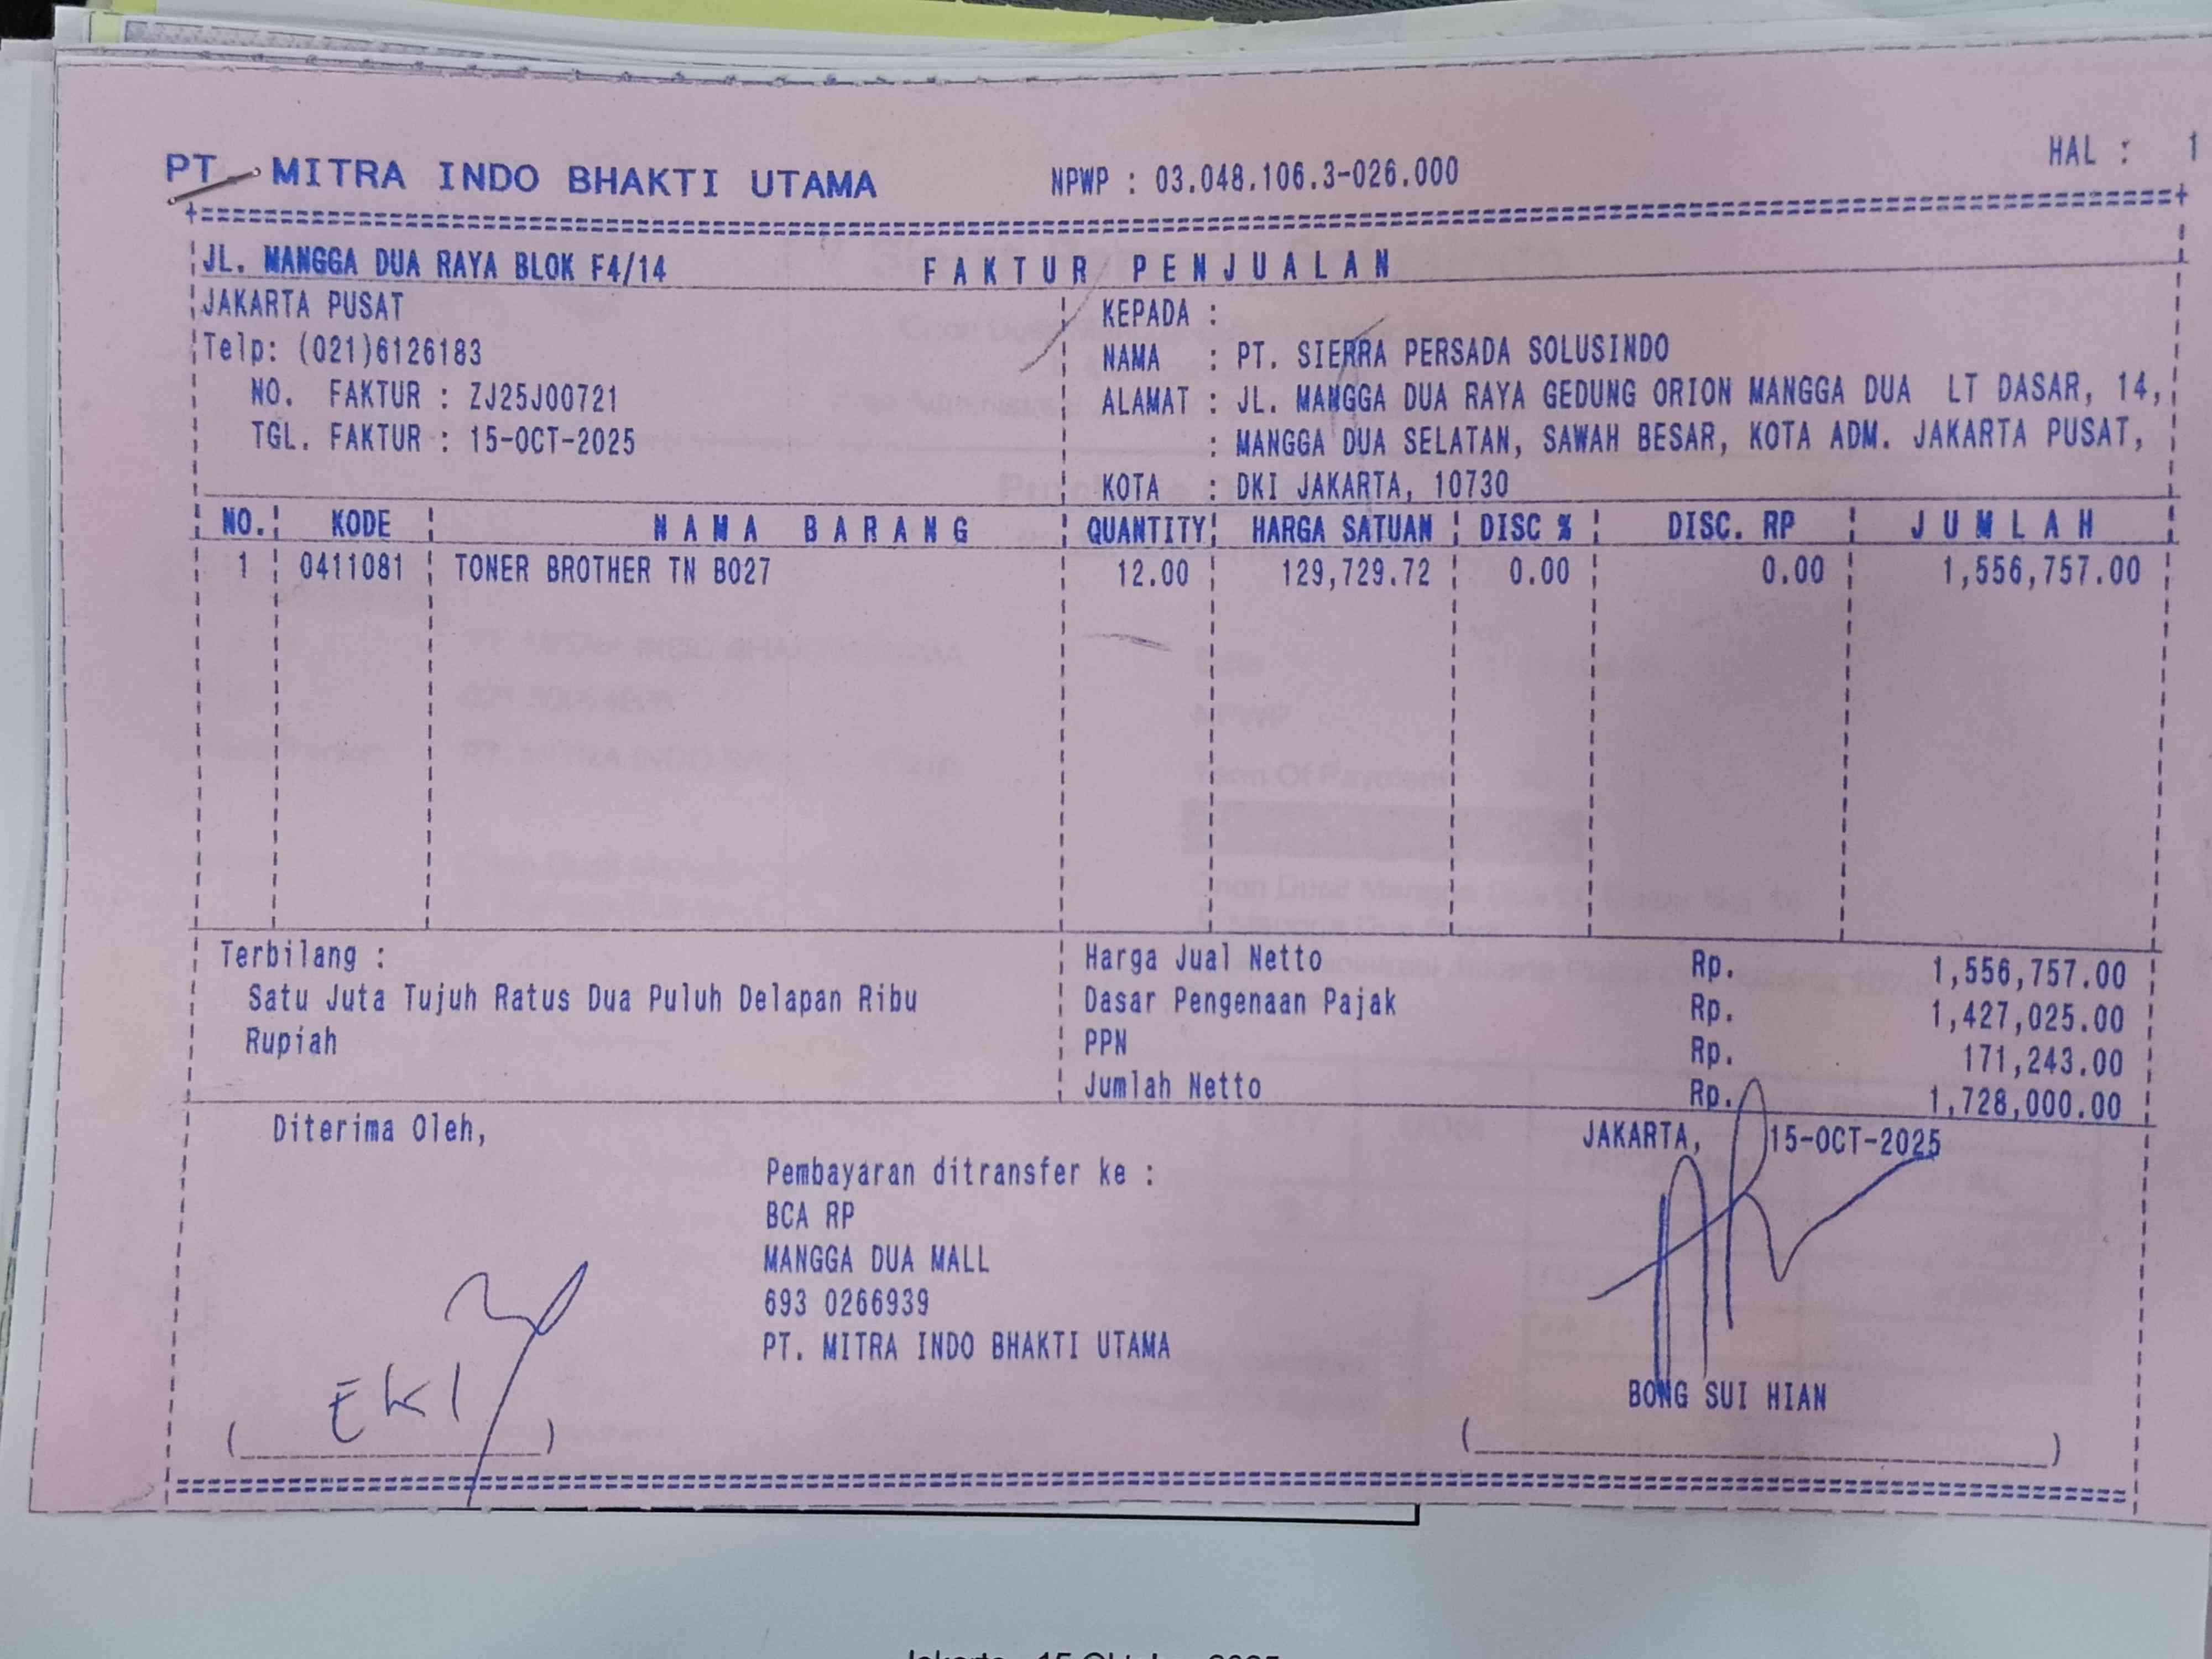 PT. MITRA INDO BHAKTI UTAMA NPWP : 03.048.106.3-026.000 HAL : 1
JL. MANGGA DUA RAYA BLOK F4/14 FAKTUR PENJUALAN
JAKARTA PUSAT KEPADA :
Telp: (021)6126183 NAMA : PT. SIERRA PERSADA SOLUSINDO
NO. FAKTUR : ZJ25J00721 ALAMAT : JL. MANGGA DUA RAYA GEDUNG ORION MANGGA DUA LT DASAR, 14,
TGL. FAKTUR : 15-OCT-2025 : MANGGA DUA SELATAN, SAWAH BESAR, KOTA ADM. JAKARTA PUSAT,
KOTA : DKI JAKARTA, 10730
NO. KODE NAMA BARANG QUANTITY HARGA SATUAN DISC % DISC. RP JUMLAH
1 0411081 TONER BROTHER TN B027 12.00 129,729.72 0.00 0.00 1,556,757.00
Terbilang : Harga Jual Netto Rp. 1,556,757.00
Satu Juta Tujuh Ratus Dua Puluh Delapan Ribu Dasar Pengenaan Pajak Rp. 1,427,025.00
Rupiah PPN Rp. 171,243.00
Jumlah Netto Rp. 1,728,000.00
Diterima Oleh, JAKARTA, 15-OCT-2025
Pembayaran ditransfer ke :
BCA RP
MANGGA DUA MALL
693 0266939
PT. MITRA INDO BHAKTI UTAMA
EKI BONG SUI HIAN